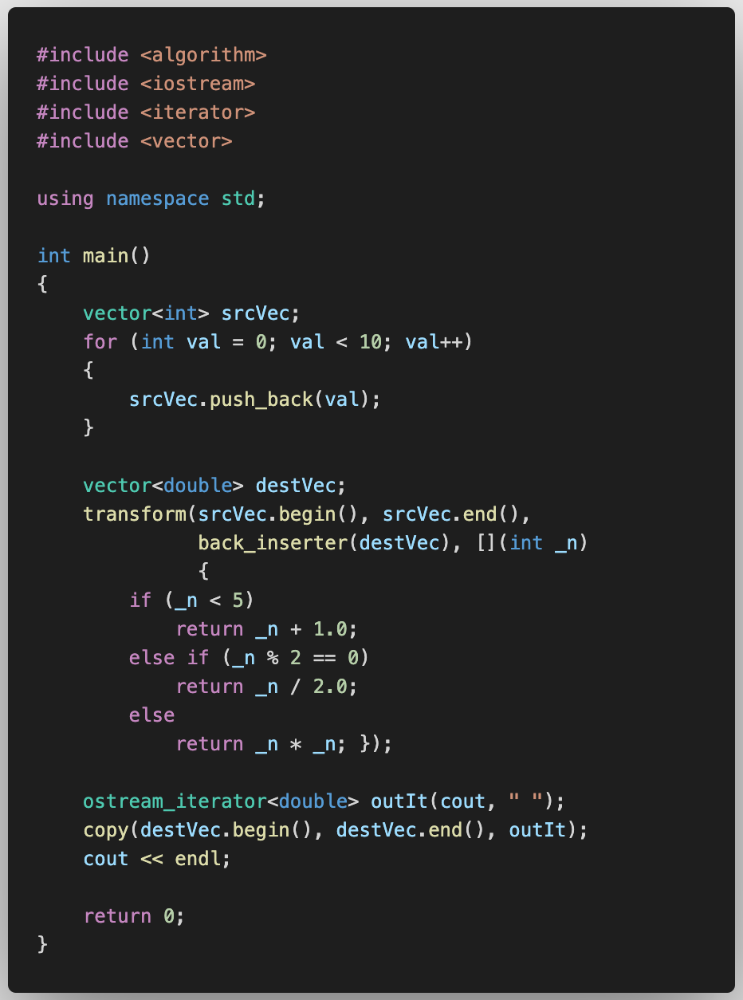 #include <algorithm>
#include <iostream>
#include <iterator>
#include <vector>

using namespace std;

int main()
{
    vector<int> srcVec;
    for (int val = 0; val < 10; val++)
    {
        srcVec.push_back(val);
    }

    vector<double> destVec;
    transform(srcVec.begin(), srcVec.end(),
              back_inserter(destVec), [](int _n)
              {
        if (_n < 5)
            return _n + 1.0;
        else if (_n % 2 == 0)
            return _n / 2.0;
        else
            return _n * _n; });

    ostream_iterator<double> outIt(cout, " ");
    copy(destVec.begin(), destVec.end(), outIt);
    cout << endl;

    return 0;
}